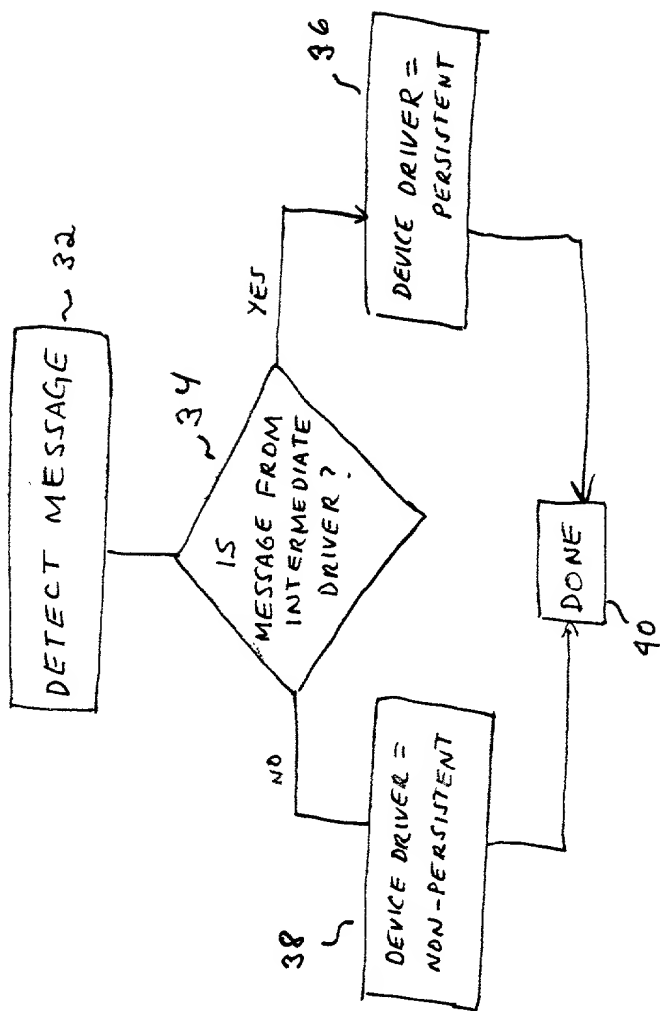 DETECT MESSAGE
32
34
IS
MESSAGE FROM
INTERMEDIATE
DRIVER?
NO
YES
38
DEVICE DRIVER =
NON-PERSISTENT
36
DEVICE DRIVER =
PERSISTENT
DONE
40